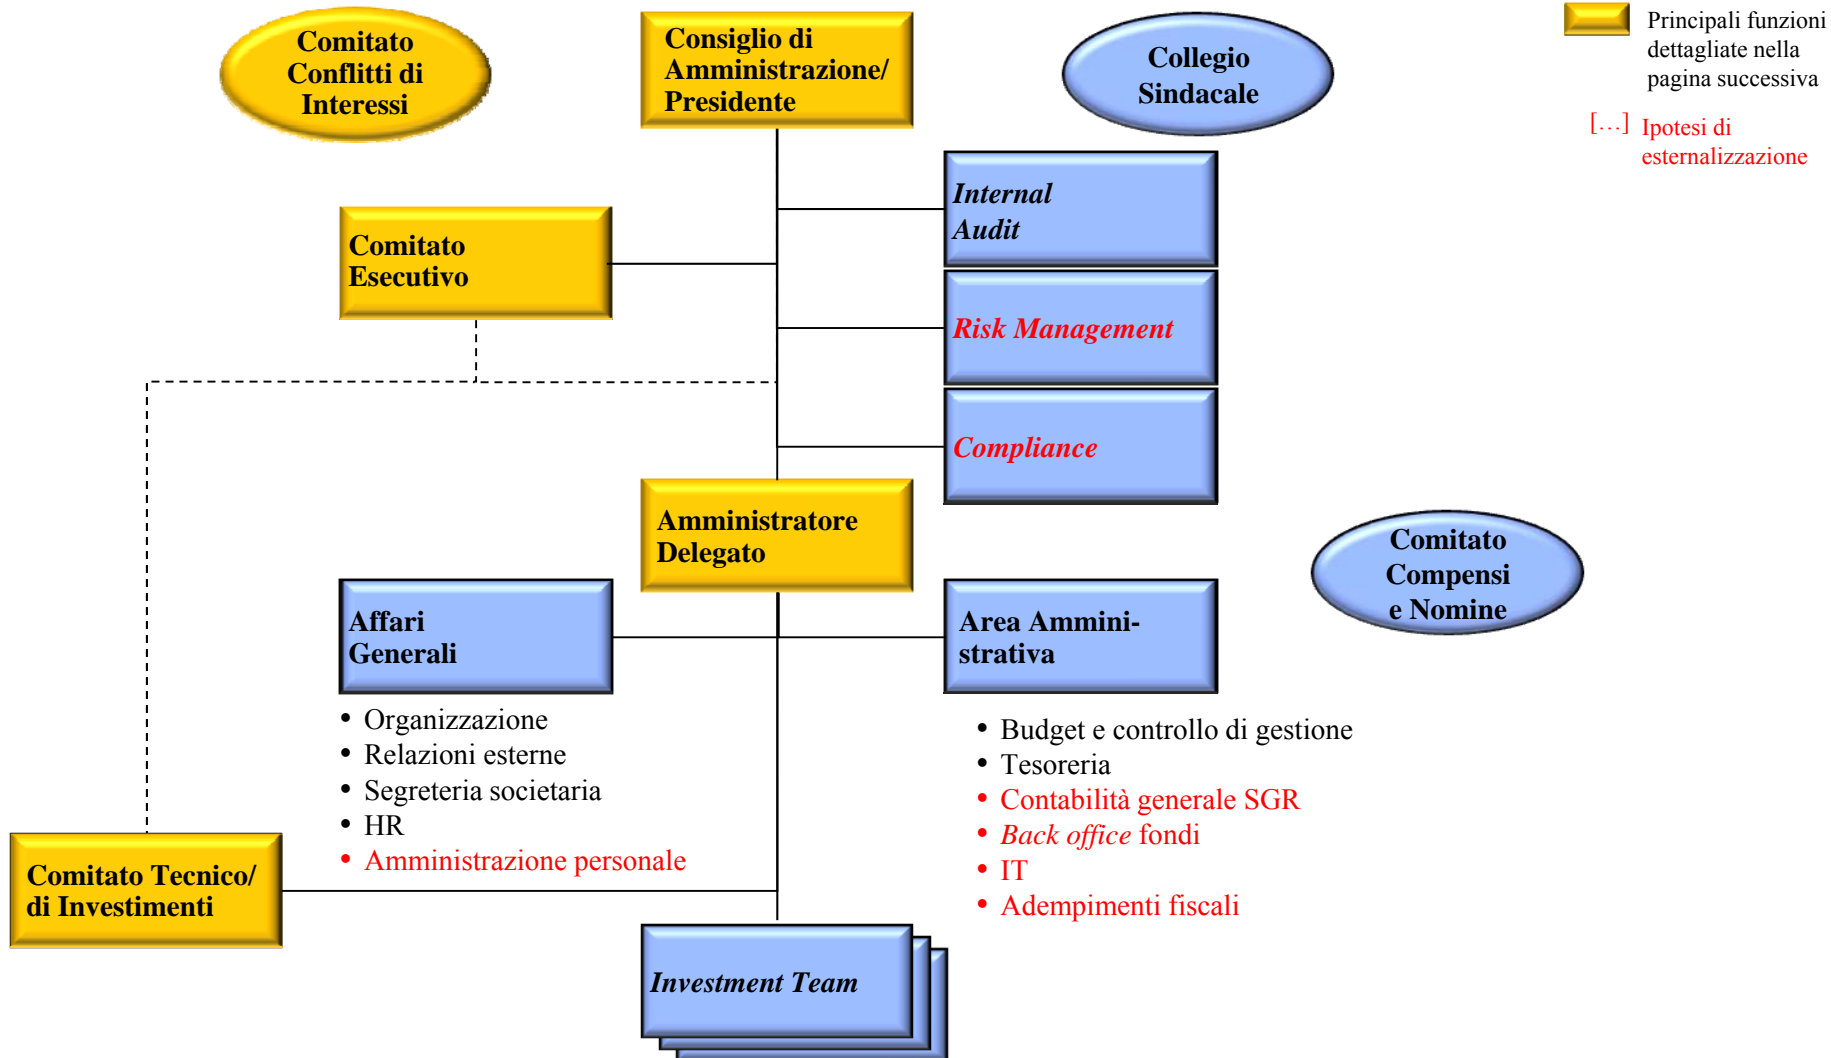 Comitato
Conflitti di
Interessi
Consiglio di
Amministrazione/
Presidente
Collegio
Sindacale
Principali funzioni
dettagliate nella
pagina successiva
[…] Ipotesi di
esternalizzazione
Internal
Audit
Comitato
Esecutivo
Risk Management
Compliance
Amministratore
Delegato
Comitato
Compensi
e Nomine
Affari
Generali
Area Ammini-
strativa
• Organizzazione
• Relazioni esterne
• Segreteria societaria
• HR
• Amministrazione personale
• Budget e controllo di gestione
• Tesoreria
• Contabilità generale SGR
• Back office fondi
• IT
• Adempimenti fiscali
Comitato Tecnico/
di Investimenti
Investment Team